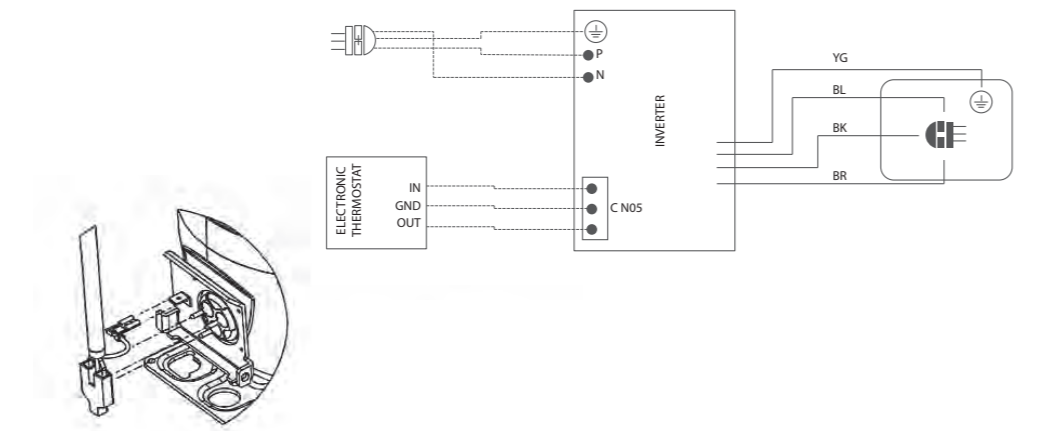 P
N
INVERTER
YG
BL
BK
BR
ELECTRONIC
THERMOSTAT
IN
GND
OUT
C N05